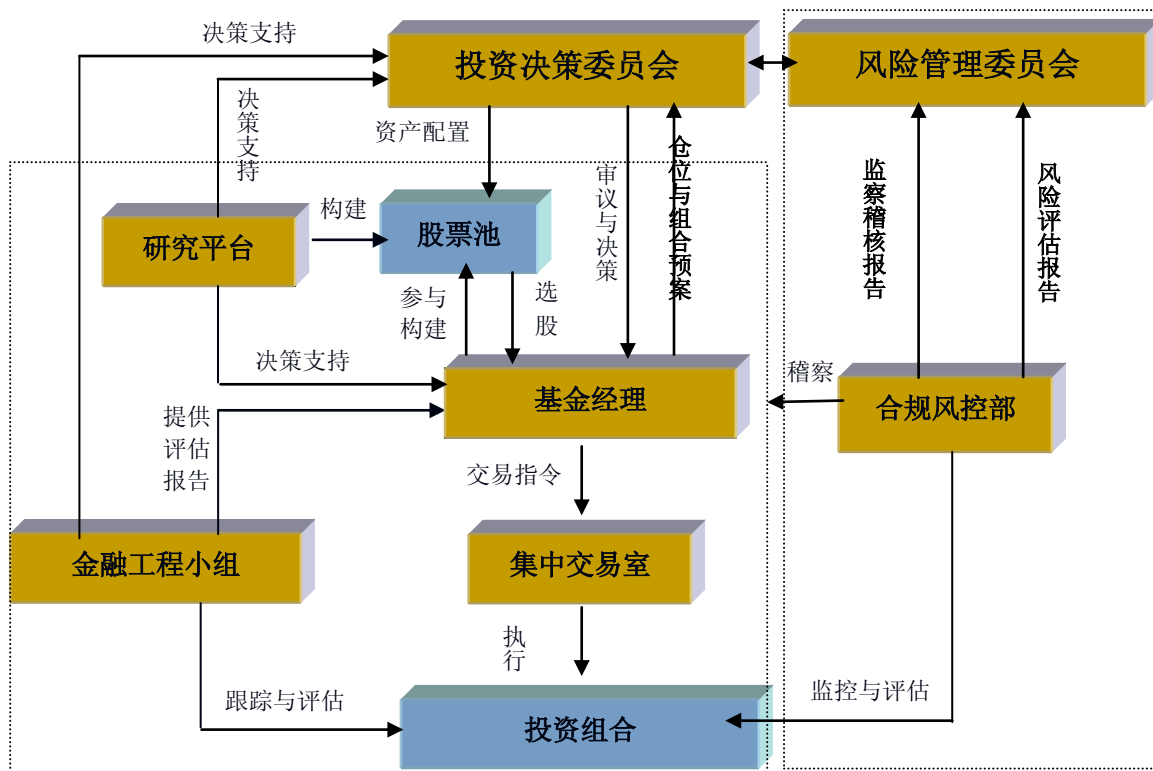 决策支持
投资决策委员会
风险管理委员会
决策支持
资产配置
审议与决策
仓位与组合预案
监察稽核报告
风险评估报告
研究平台
构建
股票池
参与
构建
选
股
决策支持
基金经理
稽察
合规风控部
提供
评估
报告
交易指令
金融工程小组
集中交易室
执
行
跟踪与评估
投资组合
监控与评估